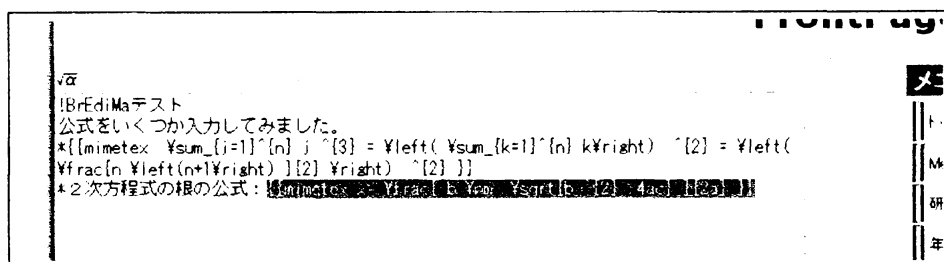 √α
!BrEdiMaテスト
公式をいくつか入力してみました。
*{{mimetex ¥sum_{i=1}^{n} j ^{3} = ¥left( ¥sum_{k=1}^{n} k¥right) ^{2} = ¥left(
¥frac{n ¥left(n+1¥right) }{2} ¥right) ^{2} }}
*2次方程式の根の公式：